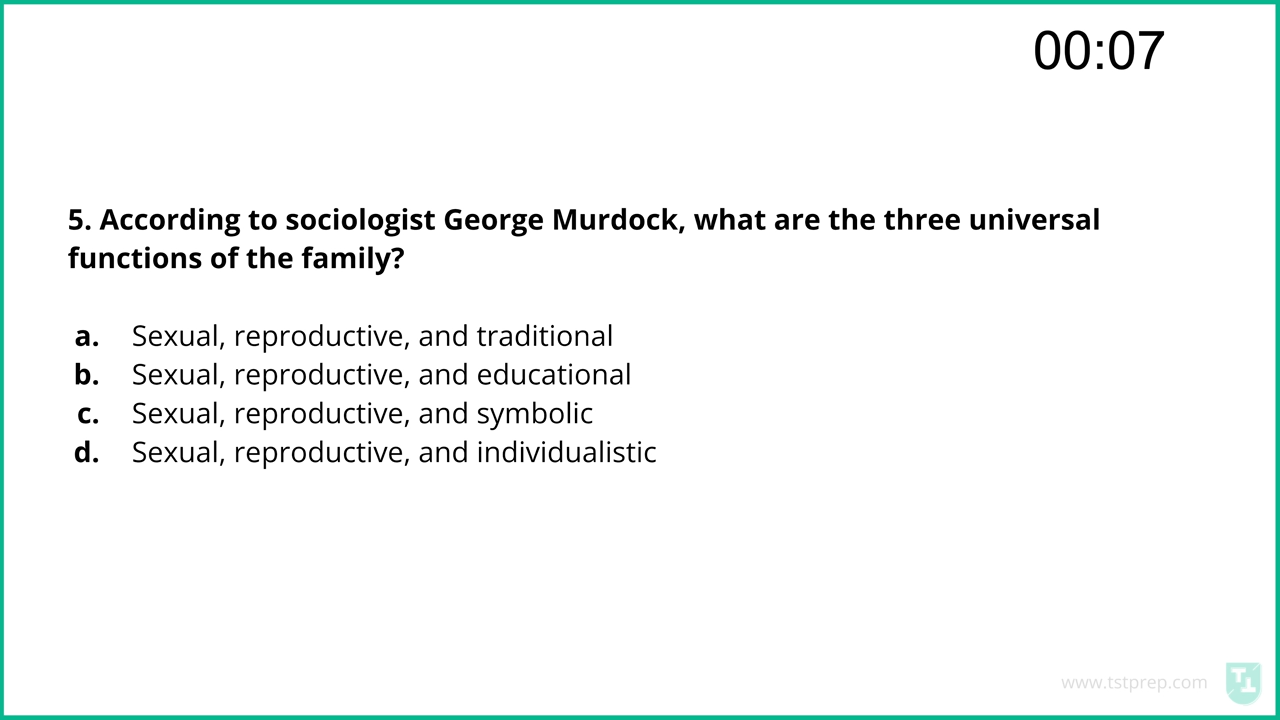 00:07
5. According to sociologist George Murdock, what are the three universal
functions of the family?
a. Sexual, reproductive, and traditional
b. Sexual, reproductive, and educational
c. Sexual, reproductive, and symbolic
d. Sexual, reproductive, and individualistic
www.tstprep.com